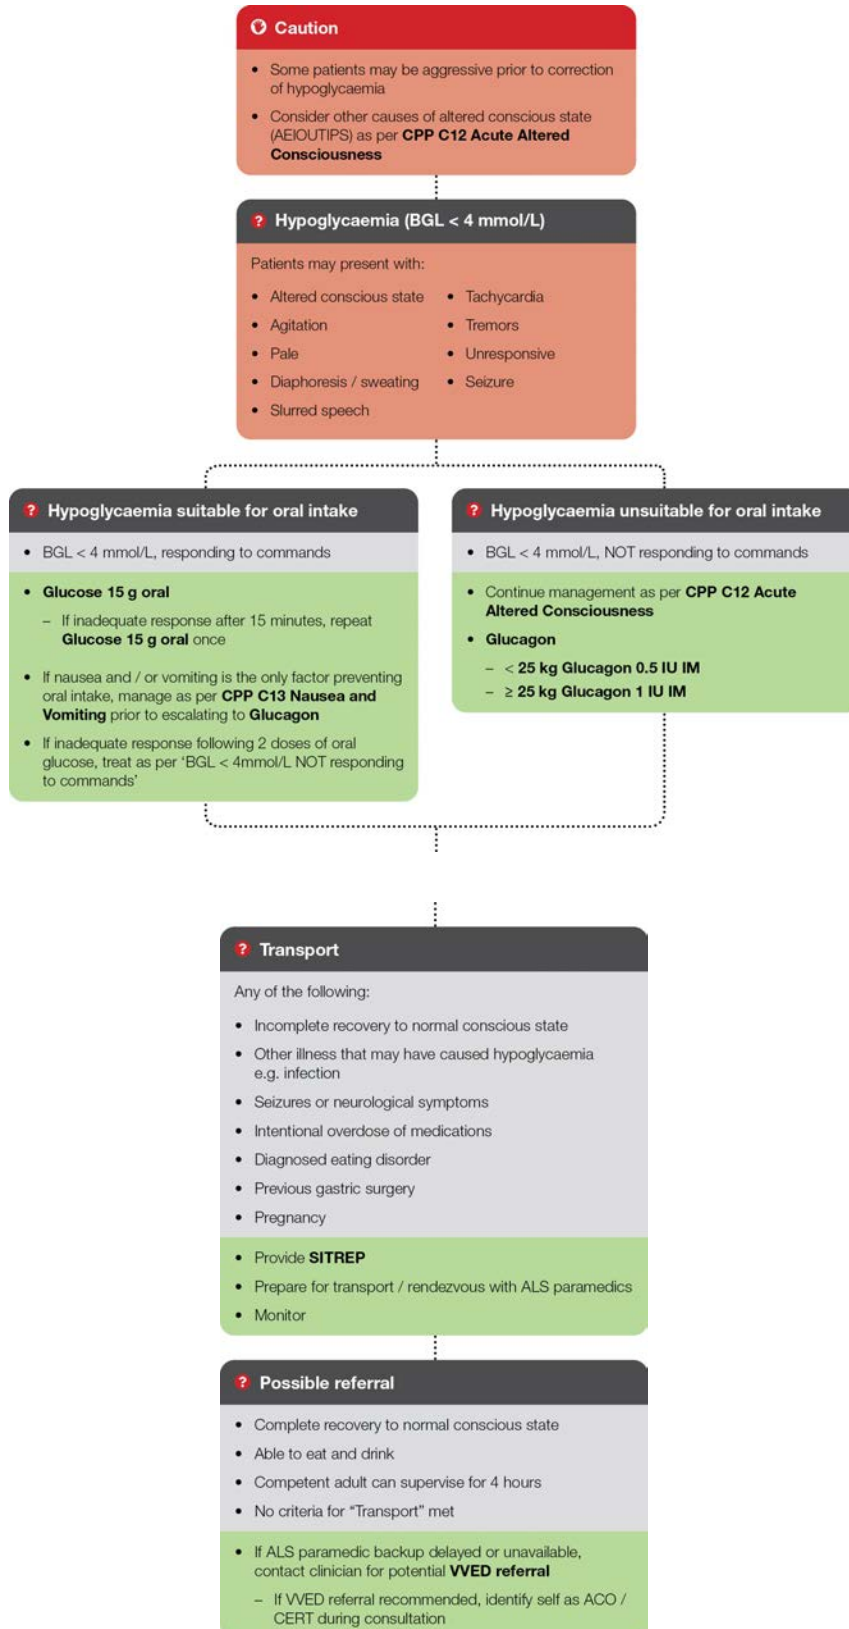 Caution
• Some patients may be aggressive prior to correction
of hypoglycaemia
• Consider other causes of altered conscious state
(AEIOUTIPS) as per CPP C12 Acute Altered
Consciousness
? Hypoglycaemia (BGL < 4 mmol/L)
Patients may present with:
• Altered conscious state
• Agitation
• Pale
• Diaphoresis / sweating
• Slurred speech
• Tachycardia
• Tremors
• Unresponsive
• Seizure
? Hypoglycaemia suitable for oral intake
• BGL < 4 mmol/L, responding to commands
• Glucose 15 g oral
– If inadequate response after 15 minutes, repeat
Glucose 15 g oral once
• If nausea and / or vomiting is the only factor preventing
oral intake, manage as per CPP C13 Nausea and
Vomiting prior to escalating to Glucagon
• If inadequate response following 2 doses of oral
glucose, treat as per ‘BGL < 4mmol/L NOT responding
to commands’
? Hypoglycaemia unsuitable for oral intake
• BGL < 4 mmol/L, NOT responding to commands
• Continue management as per CPP C12 Acute
Altered Consciousness
• Glucagon
– < 25 kg Glucagon 0.5 IU IM
– ≥ 25 kg Glucagon 1 IU IM
? Transport
Any of the following:
• Incomplete recovery to normal conscious state
• Other illness that may have caused hypoglycaemia
e.g. infection
• Seizures or neurological symptoms
• Intentional overdose of medications
• Diagnosed eating disorder
• Previous gastric surgery
• Pregnancy
• Provide SITREP
• Prepare for transport / rendezvous with ALS paramedics
• Monitor
? Possible referral
• Complete recovery to normal conscious state
• Able to eat and drink
• Competent adult can supervise for 4 hours
• No criteria for “Transport” met
• If ALS paramedic backup delayed or unavailable,
contact clinician for potential VVED referral
– If VVED referral recommended, identify self as ACO /
CERT during consultation